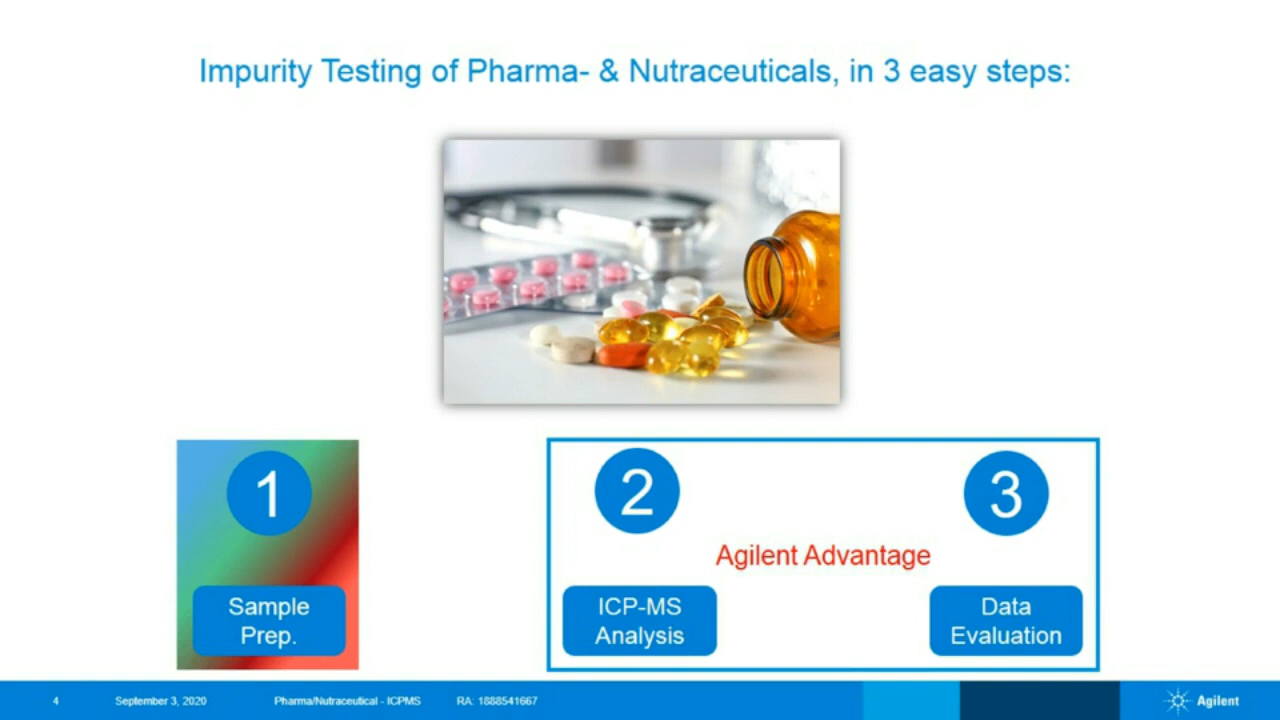 Impurity Testing of Pharma- & Nutraceuticals, in 3 easy steps:
1
Sample
Prep.
2
ICP-MS
Analysis
Agilent Advantage
3
Data
Evaluation
4 September 3, 2020 Pharma/Nutraceutical - ICPMS RA: 1888541667 Agilent